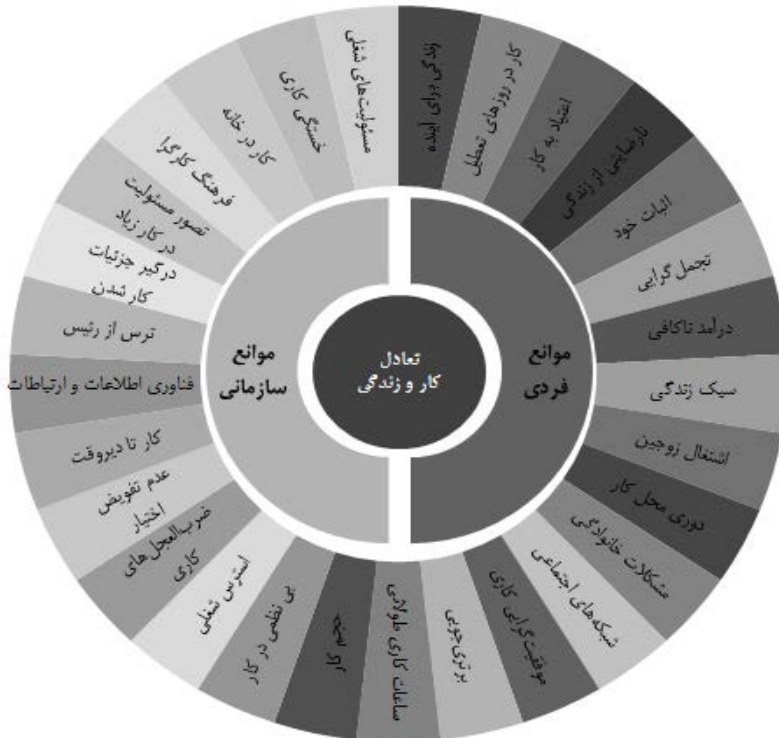 تعادل
کار و زندگی
موانع
فردی
زندگی برای آینده
کار در روزهای تعطیل
اعتیاد به کار
نارضایتی از زندگی
اثبات خود
تجمل گرایی
درآمد ناکافی
سبک زندگی
اشتغال زوجین
دوری محل کار
مشکلات خانوادگی
شبکه‌های اجتماعی
موفقیت‌گرایی کاری
برتری‌جویی
موانع
سازمانی
مسئولیت‌های شغلی
خستگی کاری
کار در خانه
فرهنگ کارگرا
تصور مسئولیت
در کار زیاد
درگیر جزئیات
کار شدن
ترس از رئیس
فناوری اطلاعات و ارتباطات
کار تا دیروقت
عدم تفویض
اختیار
ضرب‌العجل‌های
کاری
استرس شغلی
بی نظمی در کار
ساعات کاری طولانی